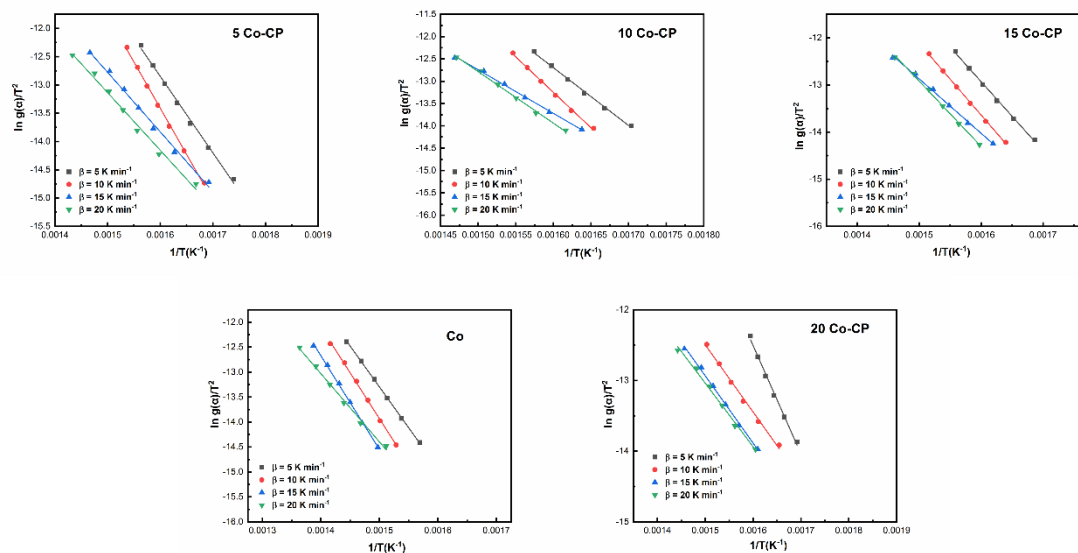 5 Co-CP
ln g(α)/T²
-12.0
-12.5
-13.0
-13.5
-14.0
-14.5
-15.0
-15.5
β = 5 K min⁻¹
β = 10 K min⁻¹
β = 15 K min⁻¹
β = 20 K min⁻¹
0.0014 0.0015 0.0016 0.0017 0.0018 0.0019
1/T(K⁻¹)
10 Co-CP
ln g(α)/T²
-11.5
-12.0
-12.5
-13.0
-13.5
-14.0
-14.5
-15.0
-15.5
-16.0
β = 5 K min⁻¹
β = 10 K min⁻¹
β = 15 K min⁻¹
β = 20 K min⁻¹
0.00145 0.00150 0.00155 0.00160 0.00165 0.00170 0.00175 0.00180
1/T(K⁻¹)
15 Co-CP
ln g(α)/T²
-12
-13
-14
-15
-16
β = 5 K min⁻¹
β = 10 K min⁻¹
β = 15 K min⁻¹
β = 20 K min⁻¹
0.0014 0.0015 0.0016 0.0017
1/T(K⁻¹)
Co
ln g(α)/T²
-12.0
-12.5
-13.0
-13.5
-14.0
-14.5
-15.0
-15.5
-16.0
β = 5 K min⁻¹
β = 10 K min⁻¹
β = 15 K min⁻¹
β = 20 K min⁻¹
0.0013 0.0014 0.0015 0.0016 0.0017
1/T(K⁻¹)
20 Co-CP
ln g(α)/T²
-12
-13
-14
-15
β = 5 K min⁻¹
β = 10 K min⁻¹
β = 15 K min⁻¹
β = 20 K min⁻¹
0.0014 0.0015 0.0016 0.0017 0.0018 0.0019
1/T(K⁻¹)